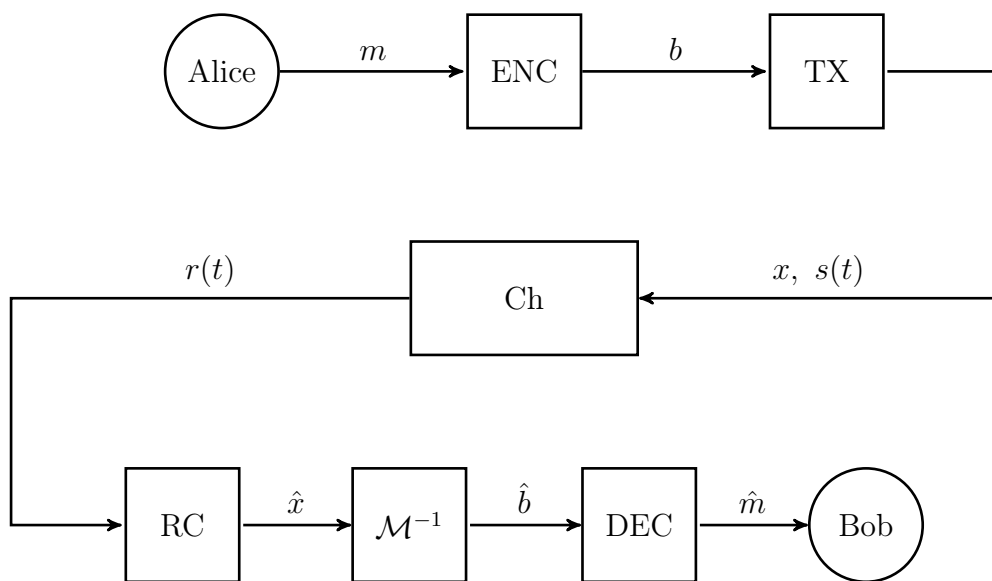 m b
Alice ENC TX
r(t) x, s(t)
Ch
x̂ b̂ m̂
RC ℳ⁻¹ DEC Bob